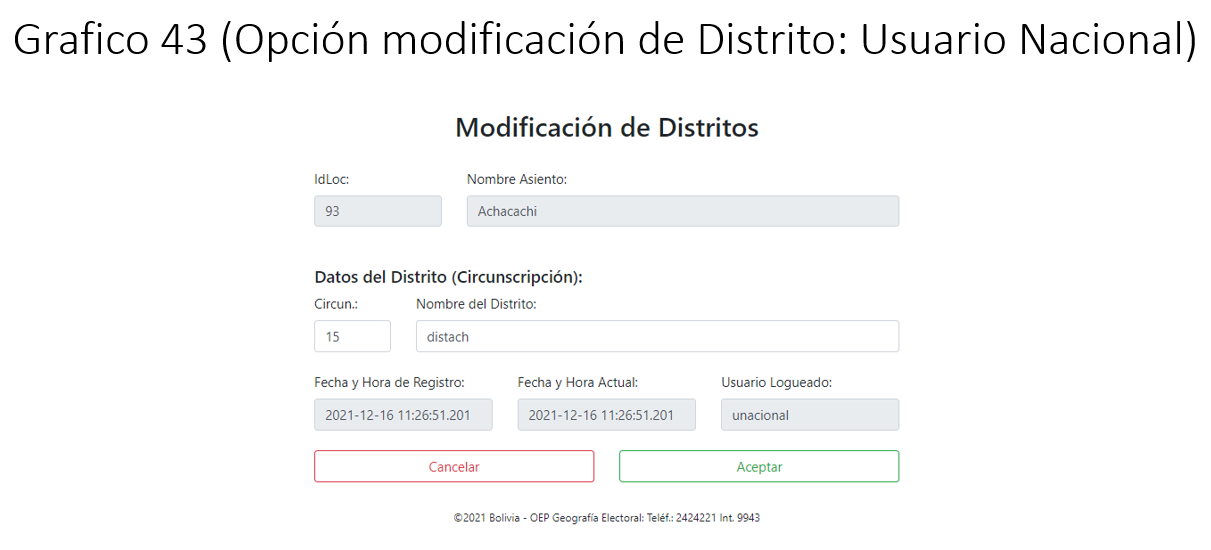 Grafico 43 (Opción modificación de Distrito: Usuario Nacional)
Modificación de Distritos
IdLoc: Nombre Asiento:
93 Achacachi
Datos del Distrito (Circunscripción):
Circun.: Nombre del Distrito:
15 distach
Fecha y Hora de Registro: Fecha y Hora Actual: Usuario Logueado:
2021-12-16 11:26:51.201 2021-12-16 11:26:51.201 unacional
Cancelar Aceptar
©2021 Bolivia - OEP Geografía Electoral: Teléf.: 2424221 Int. 9943